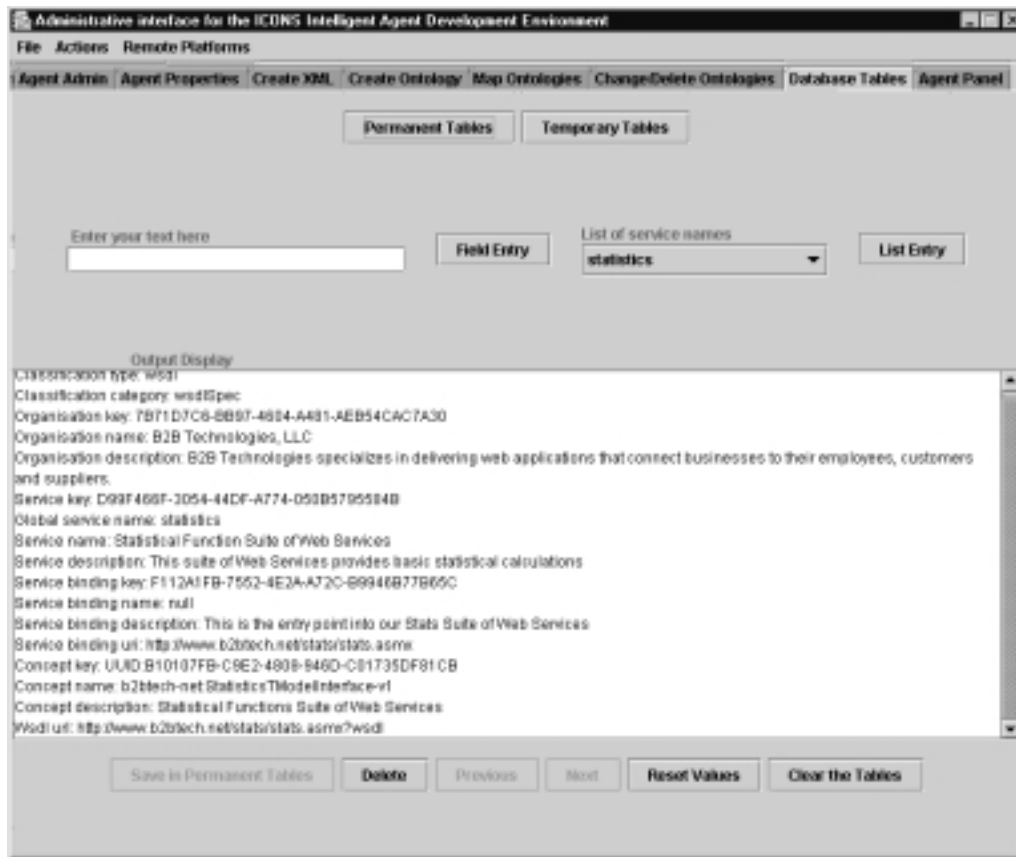 Administrative interface for the ICONS Intelligent Agent Development Environment
File Actions Remote Platforms
Agent Admin Agent Properties Create XML Create Ontology Map Ontologies Change/Delete Ontologies Database Tables Agent Panel
Permanent Tables Temporary Tables
Enter your text here
Field Entry
List of service names
statistics
List Entry
Output Display
Classification type: wsdl
Classification category: wsdlSpec
Organisation key: 7B71D7C6-BB97-4604-A481-AEB54CAC7A30
Organisation name: B2B Technologies, LLC
Organisation description: B2B Technologies specializes in delivering web applications that connect businesses to their employees, customers
and suppliers.
Service key: D99F466F-3054-44DF-A774-050B5795584B
Global service name: statistics
Service name: Statistical Function Suite of Web Services
Service description: This suite of Web Services provides basic statistical calculations
Service binding key: F112A1FB-7552-4E2A-A72C-B9946B77B65C
Service binding name: null
Service binding description: This is the entry point into our Stats Suite of Web Services
Service binding uri: http://www.b2btech.net/stats/stats.asmx
Concept key: UUID:B10107FB-C9E2-4808-946D-C01735DF81CB
Concept name: b2btech-net:StatisticsTModelInterface-v1
Concept description: Statistical Functions Suite of Web Services
Wsdl url: http://www.b2btech.net/stats/stats.asmx?wsdl
Save in Permanent Tables Delete Previous Next Reset Values Clear the Tables